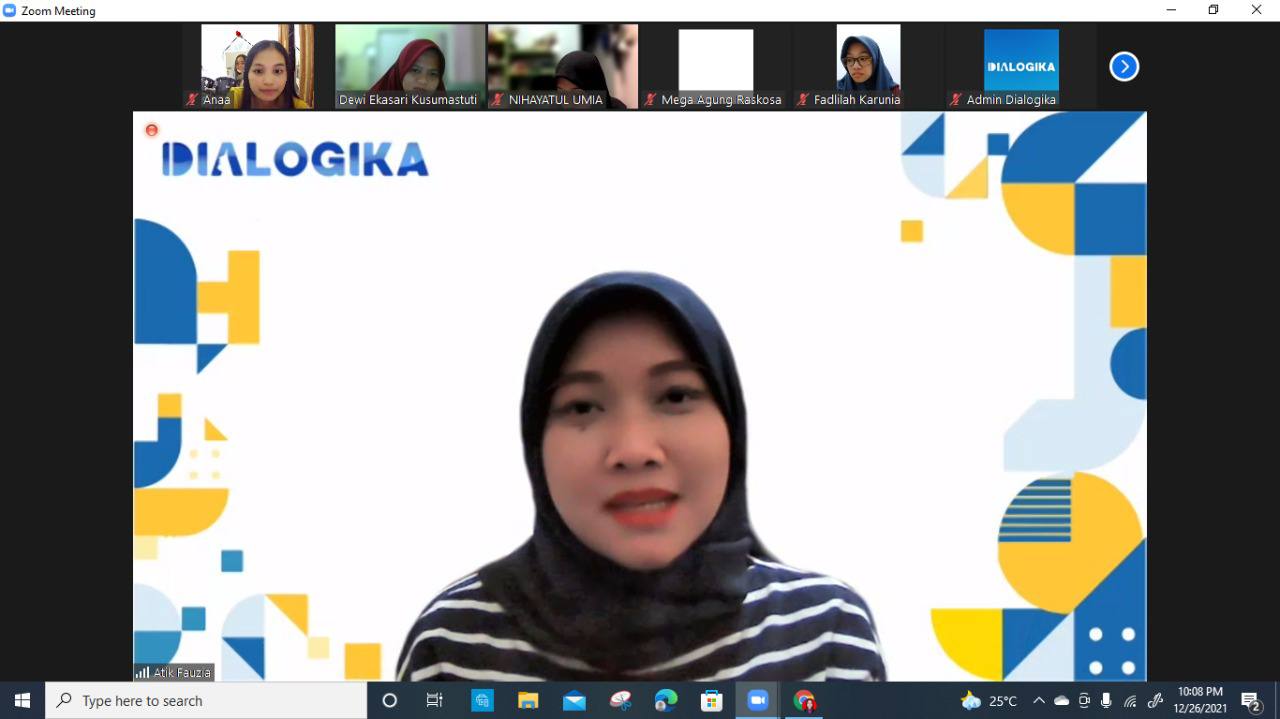 Zoom Meeting
Anaa
Dewi Ekasari Kusumastuti
NIHAYATUL UMIA
Mega Agung Raskosa
Fadlilah Karunia
DIALOGIKA
Admin Dialogika
DIALOGIKA
Atik Fauzia
Type here to search
25°C
10:08 PM
12/26/2021
2